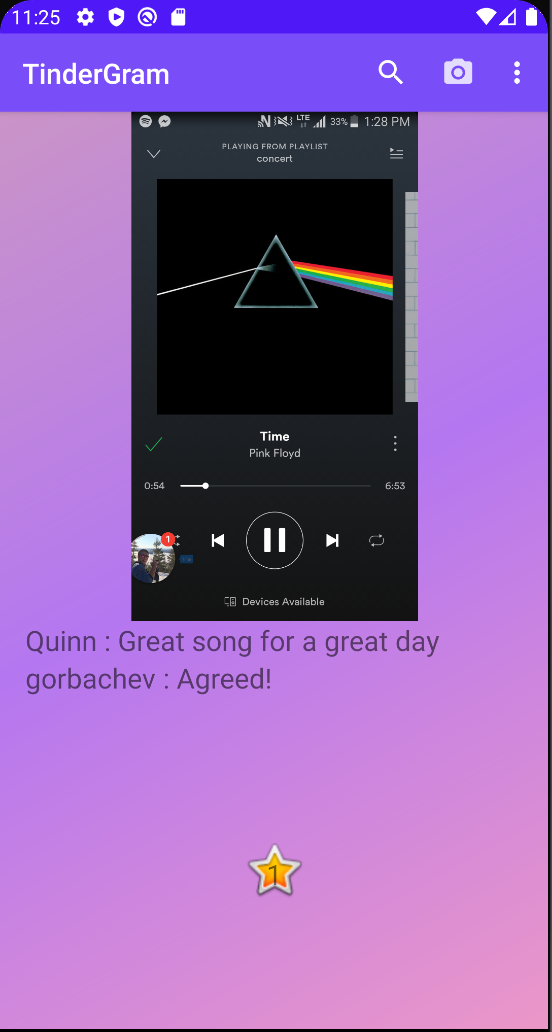 11:25
TinderGram
LTE 33% 1:28 PM
PLAYING FROM PLAYLIST
concert
Time
Pink Floyd
0:54 6:53
1
Devices Available
Quinn : Great song for a great day
gorbachev : Agreed!
1